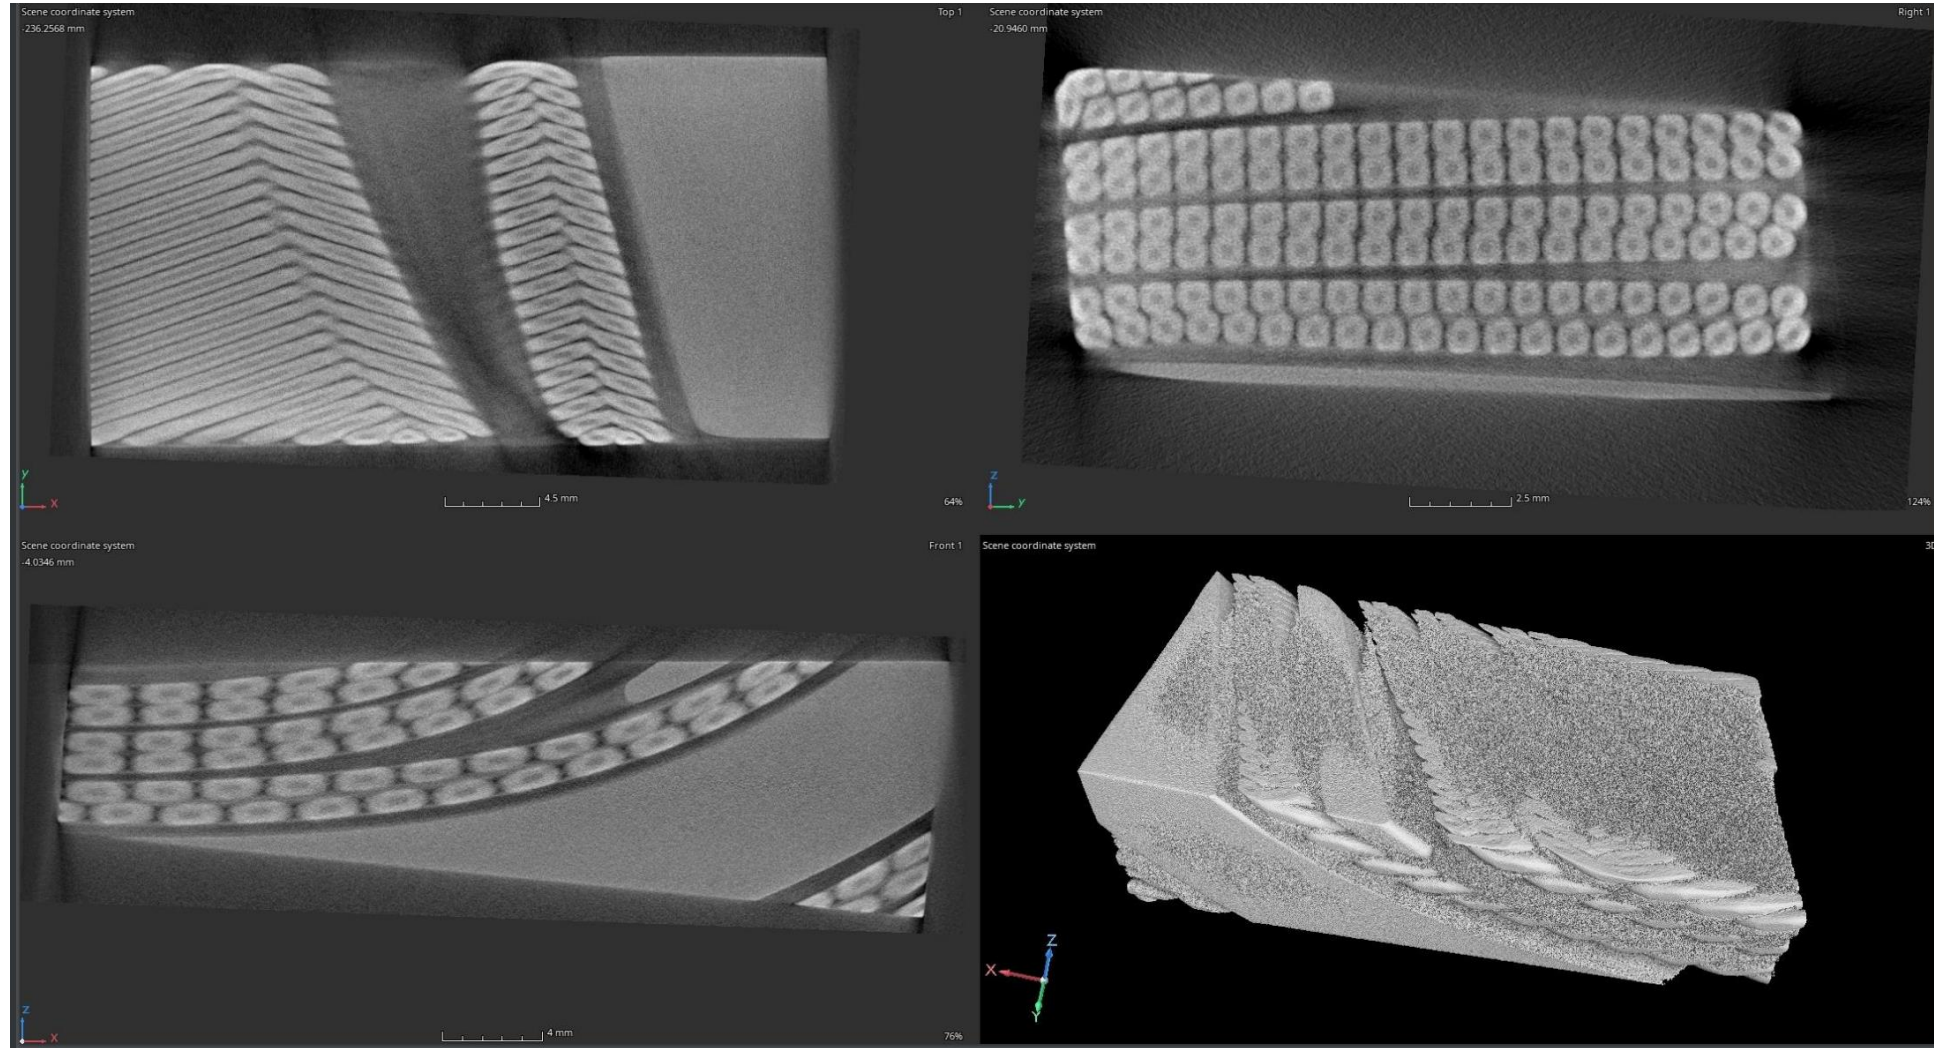 Scene coordinate system
Top 1
-236.2568 mm
y
x
4.5 mm
64%
Scene coordinate system
Right 1
-20.9460 mm
z
y
2.5 mm
124%
Scene coordinate system
Front 1
-4.0346 mm
z
x
4 mm
76%
Scene coordinate system
Z
X
Y